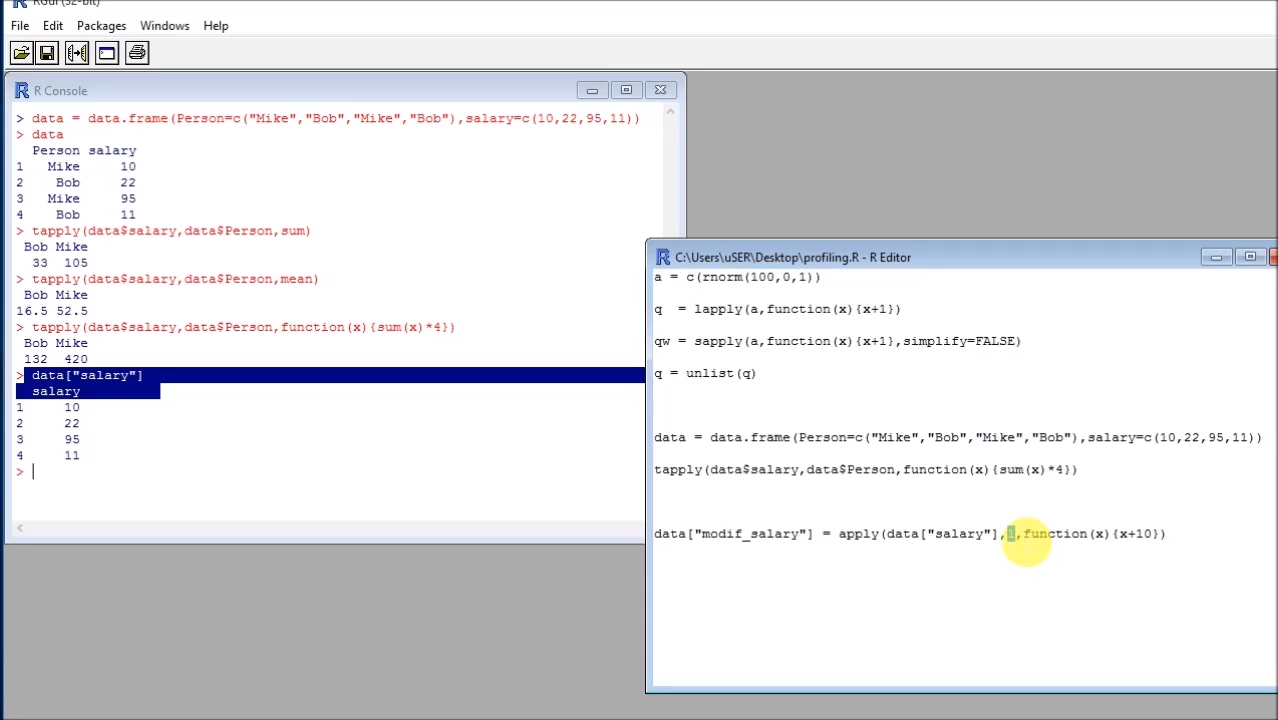 RGui (32-bit)
File Edit Packages Windows Help
R Console
> data = data.frame(Person=c("Mike","Bob","Mike","Bob"),salary=c(10,22,95,11))
> data
  Person salary
1   Mike     10
2    Bob     22
3   Mike     95
4    Bob     11
> tapply(data$salary,data$Person,sum)
 Bob Mike
  33  105
> tapply(data$salary,data$Person,mean)
 Bob Mike
16.5 52.5
> tapply(data$salary,data$Person,function(x){sum(x)*4})
 Bob Mike
 132  420
> data["salary"]
  salary
1     10
2     22
3     95
4     11
>
C:\Users\uSER\Desktop\profiling.R - R Editor
a = c(rnorm(100,0,1))
q  = lapply(a,function(x){x+1})
qw = sapply(a,function(x){x+1},simplify=FALSE)
q = unlist(q)
data = data.frame(Person=c("Mike","Bob","Mike","Bob"),salary=c(10,22,95,11))
tapply(data$salary,data$Person,function(x){sum(x)*4})
data["modif_salary"] = apply(data["salary"],1,function(x){x+10})